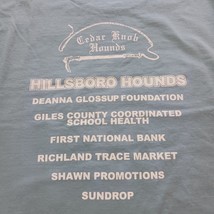 Cedar Knob
Hounds
HILLSBORO HOUNDS
DEANNA GLOSSUP FOUNDATION
GILES COUNTY COORDINATED
SCHOOL HEALTH
FIRST NATIONAL BANK
RICHLAND TRACE MARKET
SHAWN PROMOTIONS
SUNDROP